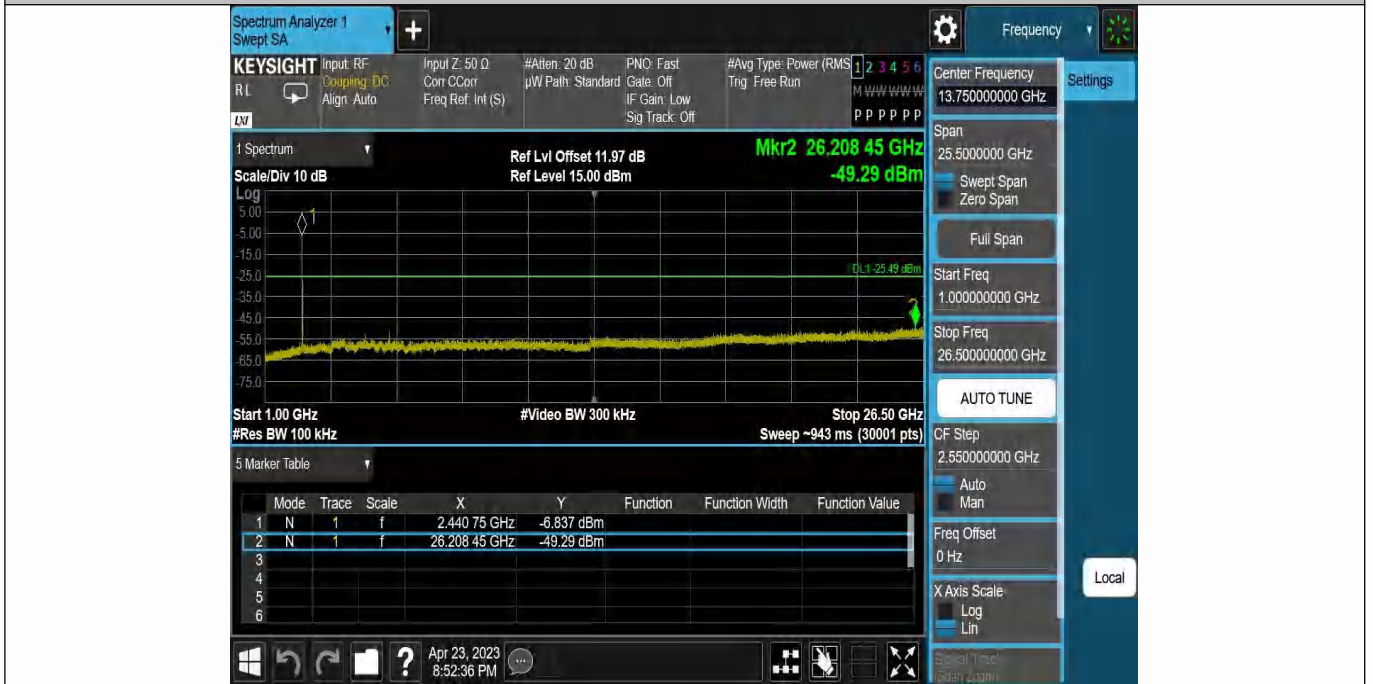 Spectrum Analyzer 1
Swept SA
+
Frequency
KEYSIGHT
RL
LXI
Input: RF
Coupling: DC
Align: Auto
Input Z: 50 Ω
Corr CCorr
Freq Ref: Int (S)
#Atten: 20 dB
µW Path: Standard
PNO: Fast
Gate: Off
IF Gain: Low
Sig Track: Off
#Avg Type: Power (RMS
Trig: Free Run
1 2 3 4 5 6
M W W W W W
P P P P P P
1 Spectrum
Scale/Div 10 dB
Ref Lvl Offset 11.97 dB
Ref Level 15.00 dBm
Mkr2 26.208 45 GHz
-49.29 dBm
Log
5.00
-5.00
-15.0
-25.0
-35.0
-45.0
-55.0
-65.0
-75.0
1
DL1 -25.49 dBm
2
Start 1.00 GHz
#Res BW 100 kHz
#Video BW 300 kHz
Stop 26.50 GHz
Sweep ~943 ms (30001 pts)
5 Marker Table
Mode Trace Scale X Y Function Function Width Function Value
1 N 1 f 2.440 75 GHz -6.837 dBm
2 N 1 f 26.208 45 GHz -49.29 dBm
3
4
5
6
Apr 23, 2023
8:52:36 PM
?
Center Frequency
13.750000000 GHz
Settings
Span
25.5000000 GHz
Swept Span
Zero Span
Full Span
Start Freq
1.000000000 GHz
Stop Freq
26.500000000 GHz
AUTO TUNE
CF Step
2.550000000 GHz
Auto
Man
Freq Offset
0 Hz
X Axis Scale
Log
Lin
Local
Signal Track
(Span Zoom)